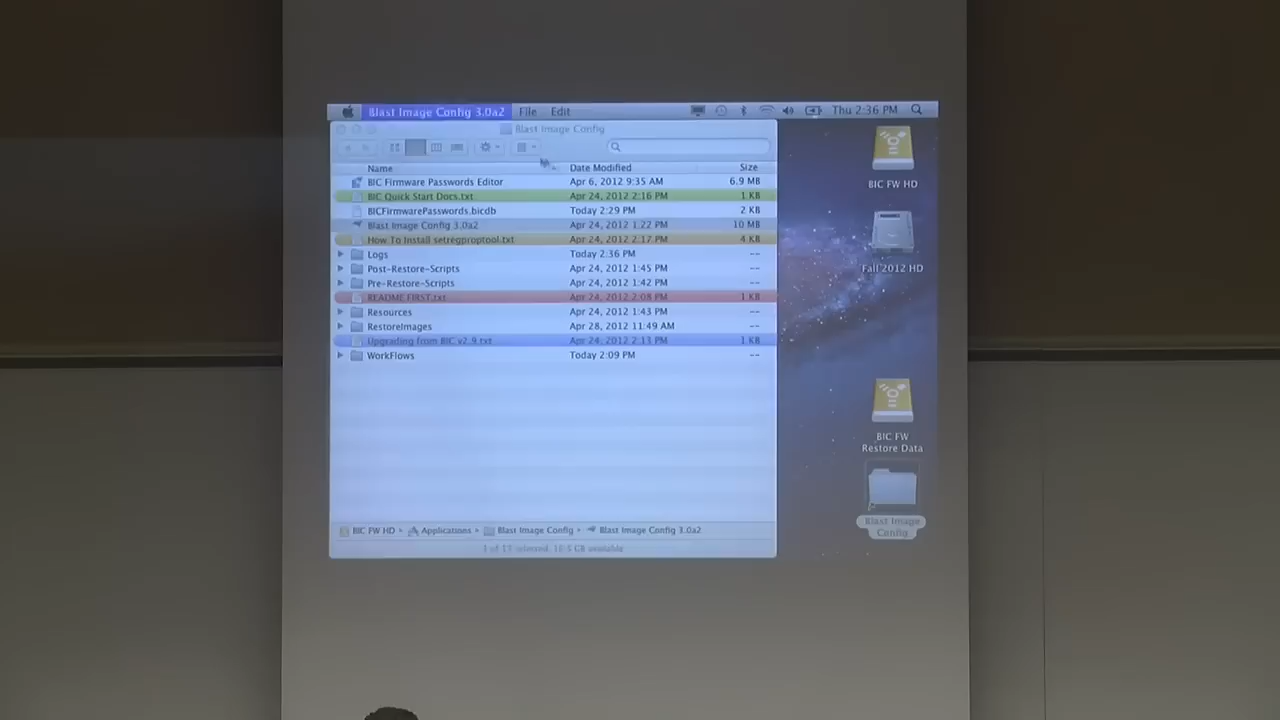 Blast Image Config 3.0a2 File Edit Thu 2:36 PM
Blast Image Config
Name Date Modified Size
BIC Firmware Passwords Editor Apr 6, 2012 9:35 AM 6.9 MB
BIC Quick Start Docs.txt Apr 24, 2012 2:16 PM 1 KB
BICFirmwarePasswords.bicdb Today 2:29 PM 2 KB
Blast Image Config 3.0a2 Apr 24, 2012 1:22 PM 10 MB
How To Install setregproptool.txt Apr 24, 2012 2:17 PM 4 KB
Logs Today 2:36 PM --
Post-Restore-Scripts Apr 24, 2012 1:45 PM --
Pre-Restore-Scripts Apr 24, 2012 1:42 PM --
README FIRST.txt Apr 24, 2012 2:08 PM 1 KB
Resources Apr 24, 2012 1:43 PM --
RestoreImages Apr 28, 2012 11:49 AM --
Upgrading from BIC v2.9.txt Apr 24, 2012 2:13 PM 1 KB
WorkFlows Today 2:09 PM --
BIC FW HD Applications Blast Image Config Blast Image Config 3.0a2
1 of 13 selected, GB available
BIC FW HD
Fall 2012 HD
BIC FW
Restore Data
Blast Image
Config